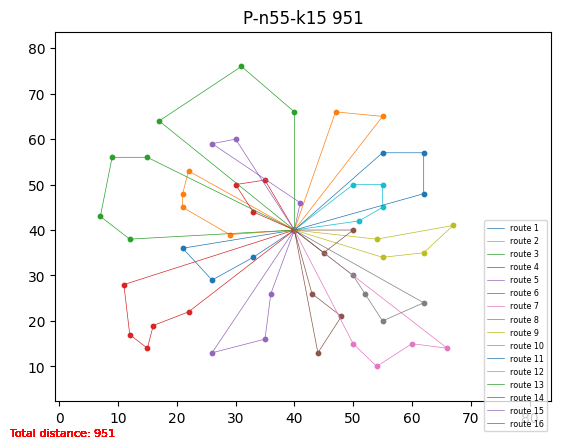 P-n55-k15 951
80
70
60
50
40
30
20
10
0
10
20
30
40
50
60
70
80
route 1
route 2
route 3
route 4
route 5
route 6
route 7
route 8
route 9
route 10
route 11
route 12
route 13
route 14
route 15
route 16
Total distance: 951